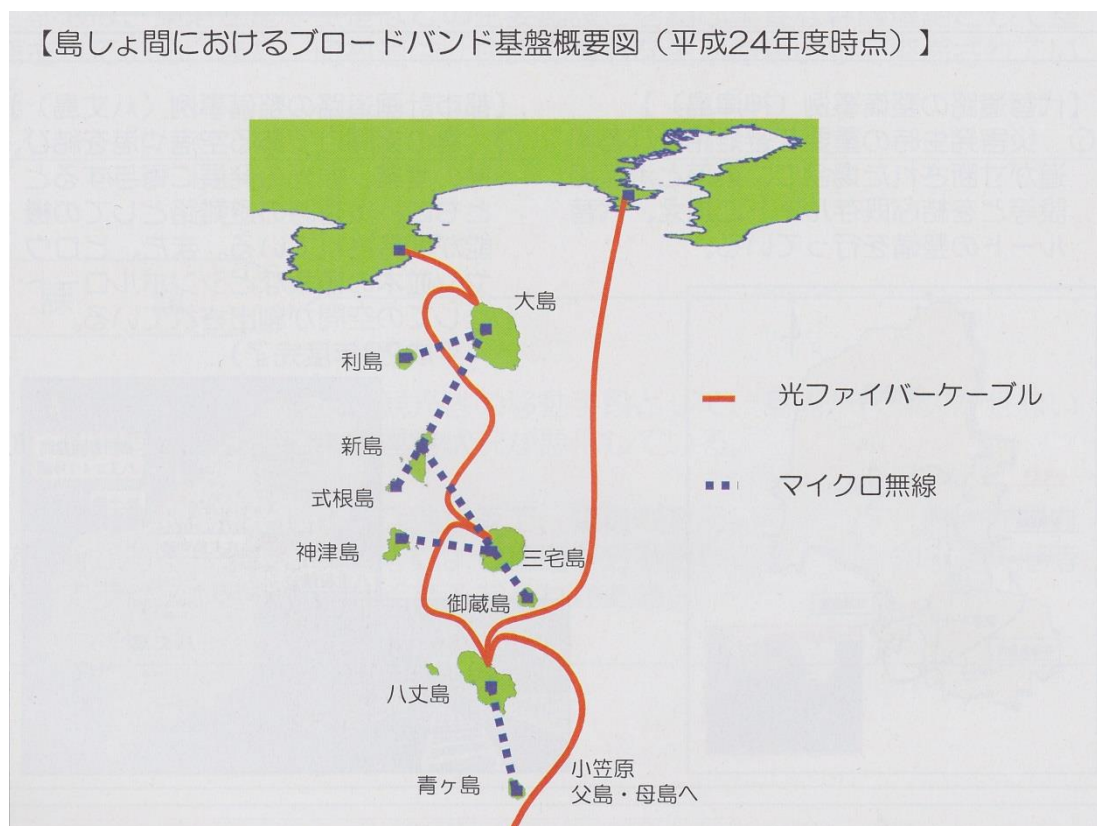 【島しょ間におけるブロードバンド基盤概要図（平成24年度時点）】
大島
利島
光ファイバーケーブル
新島
マイクロ無線
式根島
神津島
三宅島
御蔵島
八丈島
小笠原
父島・母島へ
青ヶ島